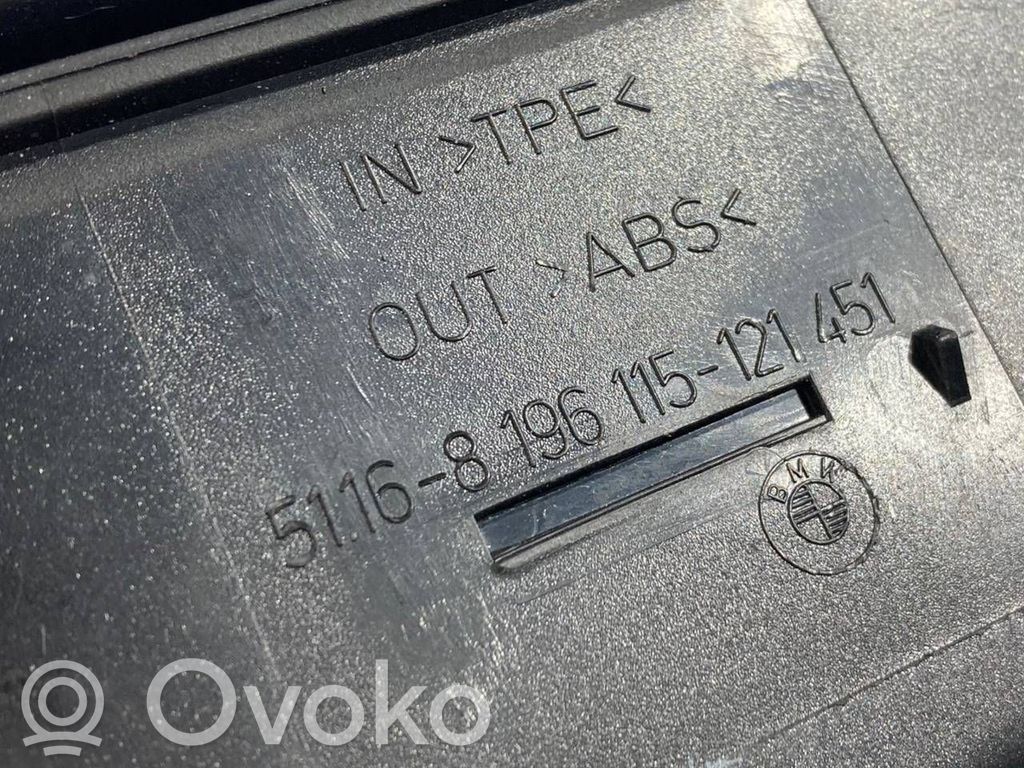 IN >TPE<
OUT >ABS<
51.16-8 196 115-121 451
BMW
Ovoko